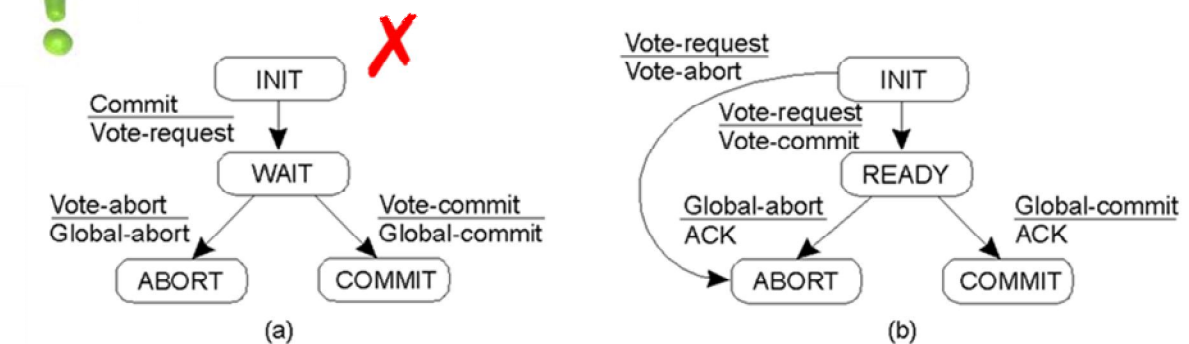 INIT
Commit
Vote-request
WAIT
Vote-abort
Global-abort
Vote-commit
Global-commit
ABORT
COMMIT
(a)
Vote-request
Vote-abort
INIT
Vote-request
Vote-commit
READY
Global-abort
ACK
Global-commit
ACK
ABORT
COMMIT
(b)